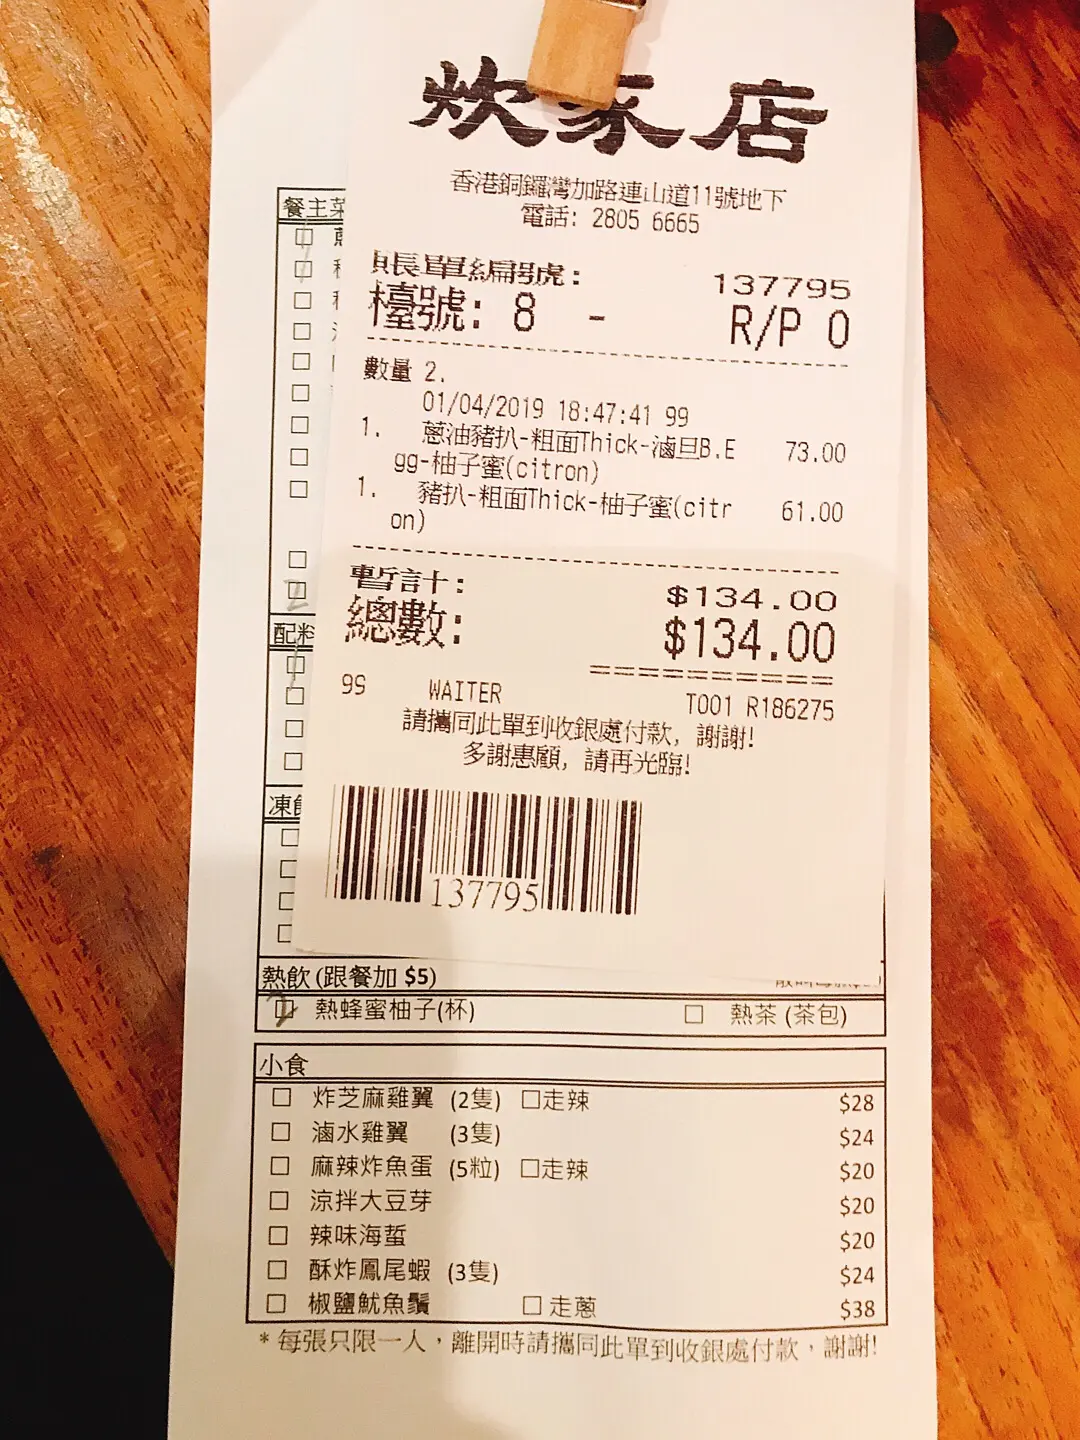 炊家店
香港銅鑼灣加路連山道11號地下
電話: 2805 6665
賬單編號: 137795
檯號: 8 - R/P 0
數量 2.
01/04/2019 18:47:41 99
1. 蔥油豬扒-粗面Thick-滷旦B.E 73.00
gg-柚子蜜(citron)
1. 豬扒-粗面Thick-柚子蜜(citr 61.00
on)
暫計: $134.00
總數: $134.00
==========
99 WAITER T001 R186275
請攜同此單到收銀處付款, 謝謝!
多謝惠顧, 請再光臨!
137795
餐主菜
配料
凍飲
熱飲 (跟餐加 $5)
2 熱蜂蜜柚子(杯) □ 熱茶 (茶包)
小食
□ 炸芝麻雞翼 (2隻) □走辣 $28
□ 滷水雞翼 (3隻) $24
□ 麻辣炸魚蛋 (5粒) □走辣 $20
□ 涼拌大豆芽 $20
□ 辣味海蜇 $20
□ 酥炸鳳尾蝦 (3隻) $24
□ 椒鹽魷魚鬚 □ 走蔥 $38
* 每張只限一人，離開時請攜同此單到收銀處付款，謝謝!